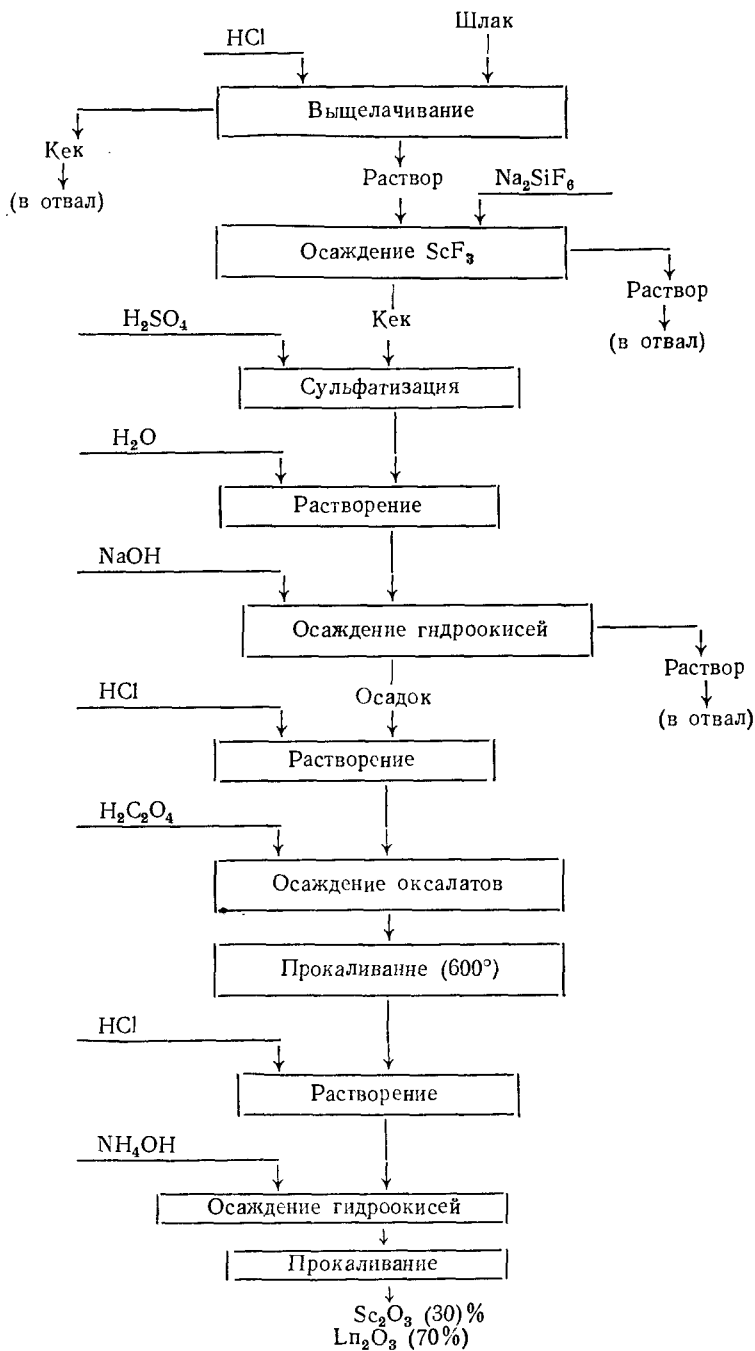 Шлак
HCl
Выщелачивание
Кек
(в отвал)
Раствор
Na₂SiF₆
Осаждение ScF₃
Раствор
(в отвал)
H₂SO₄
Кек
Сульфатизация
H₂O
Растворение
NaOH
Осаждение гидроокисей
Раствор
(в отвал)
HCl
Осадок
Растворение
H₂C₂O₄
Осаждение оксалатов
Прокаливание (600°)
HCl
Растворение
NH₄OH
Осаждение гидроокисей
Прокаливание
Sc₂O₃ (30)%
Ln₂O₃ (70%)